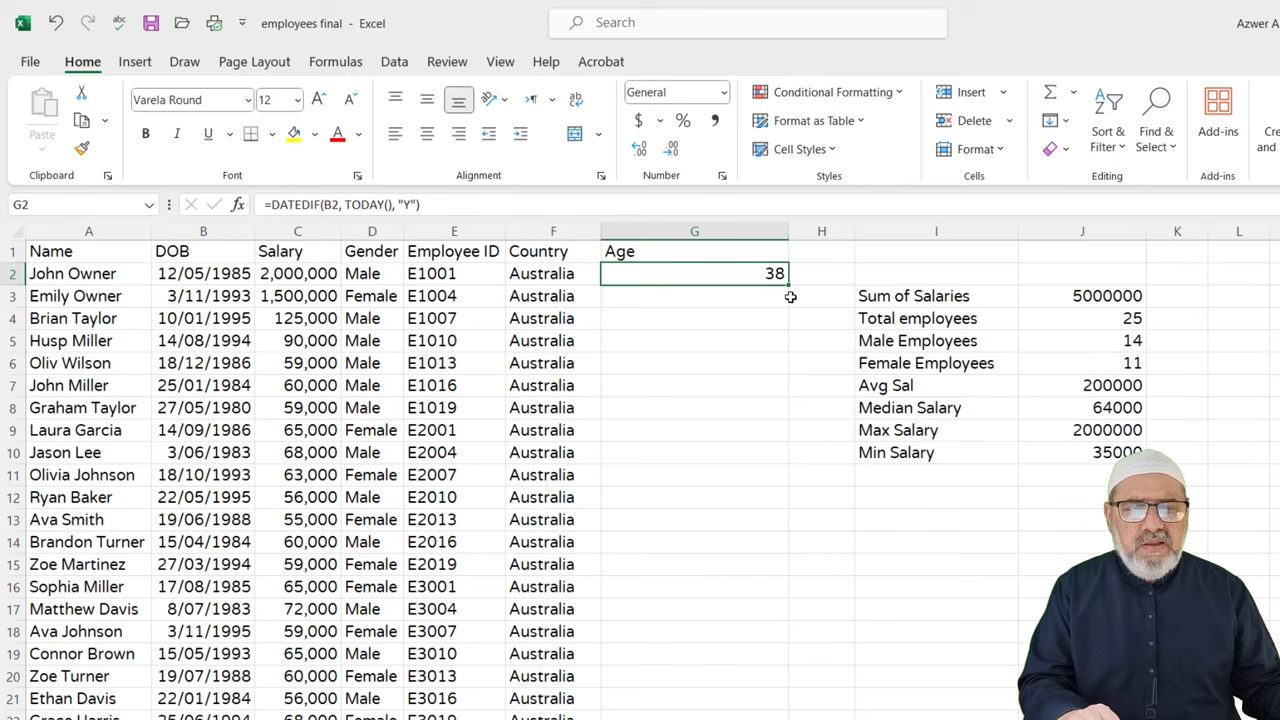 employees final - Excel
Search
Azwer A
File Home Insert Draw Page Layout Formulas Data Review View Help Acrobat
Paste
Varela Round 12
B I U A
General
$ % ,
Conditional Formatting
Format as Table
Cell Styles
Insert
Delete
Format
Sort & Filter
Find & Select
Add-ins
Clipboard Font Alignment Number Styles Cells Editing Add-ins
G2 fx =DATEDIF(B2, TODAY(), "Y")
A B C D E F G H I J K L
1 Name DOB Salary Gender Employee ID Country Age
2 John Owner 12/05/1985 2,000,000 Male E1001 Australia 38
3 Emily Owner 3/11/1993 1,500,000 Female E1004 Australia Sum of Salaries 5000000
4 Brian Taylor 10/01/1995 125,000 Male E1007 Australia Total employees 25
5 Husp Miller 14/08/1994 90,000 Male E1010 Australia Male Employees 14
6 Oliv Wilson 18/12/1986 59,000 Male E1013 Australia Female Employees 11
7 John Miller 25/01/1984 60,000 Male E1016 Australia Avg Sal 200000
8 Graham Taylor 27/05/1980 59,000 Male E1019 Australia Median Salary 64000
9 Laura Garcia 14/09/1986 65,000 Female E2001 Australia Max Salary 2000000
10 Jason Lee 3/06/1983 68,000 Male E2004 Australia Min Salary 35000
11 Olivia Johnson 18/10/1993 63,000 Female E2007 Australia
12 Ryan Baker 22/05/1995 56,000 Male E2010 Australia
13 Ava Smith 19/06/1988 55,000 Female E2013 Australia
14 Brandon Turner 15/04/1984 60,000 Male E2016 Australia
15 Zoe Martinez 27/03/1994 59,000 Female E2019 Australia
16 Sophia Miller 17/08/1985 65,000 Female E3001 Australia
17 Matthew Davis 8/07/1983 72,000 Male E3004 Australia
18 Ava Johnson 3/11/1995 59,000 Female E3007 Australia
19 Connor Brown 15/05/1993 65,000 Male E3010 Australia
20 Zoe Turner 19/07/1988 60,000 Female E3013 Australia
21 Ethan Davis 22/01/1984 56,000 Male E3016 Australia